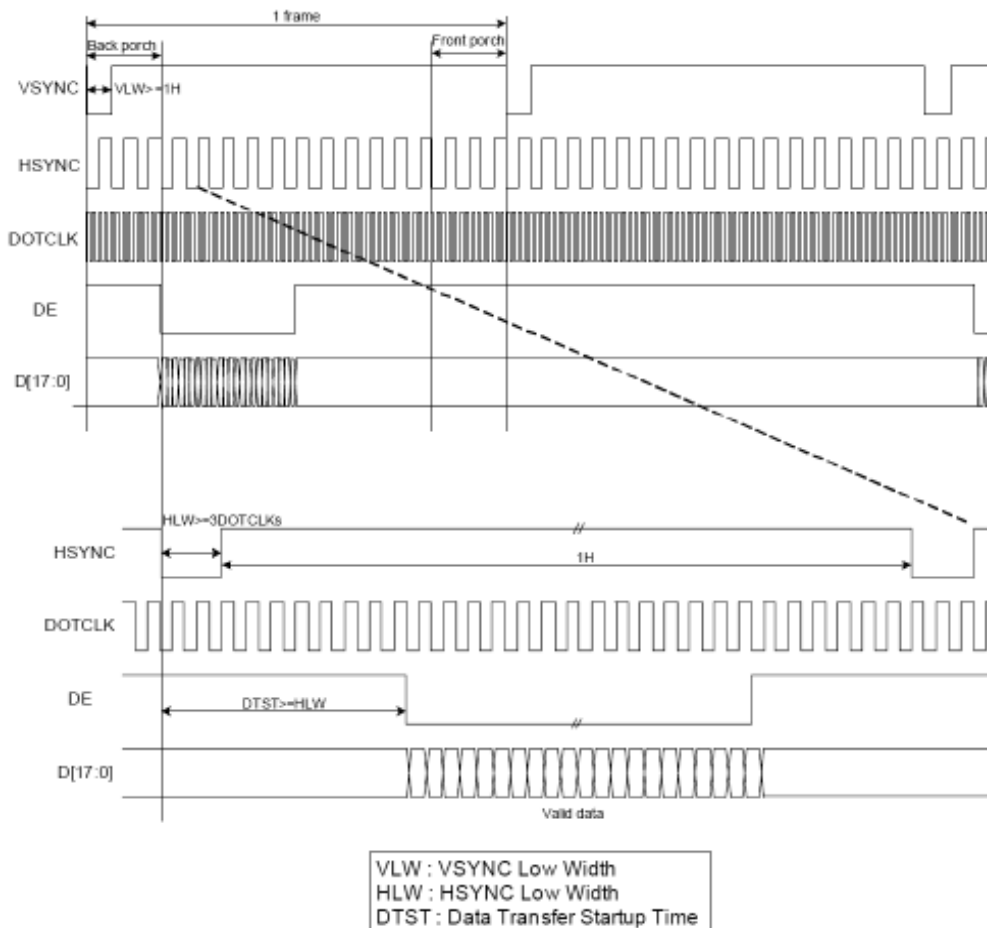 1 frame
Back porch
Front porch
VSYNC
VLW>=1H
HSYNC
DOTCLK
DE
D[17:0]
HLW>=3DOTCLKs
HSYNC
//
1H
DOTCLK
DE
DTST>=HLW
//
D[17:0]
Valid data
VLW : VSYNC Low Width
HLW : HSYNC Low Width
DTST : Data Transfer Startup Time